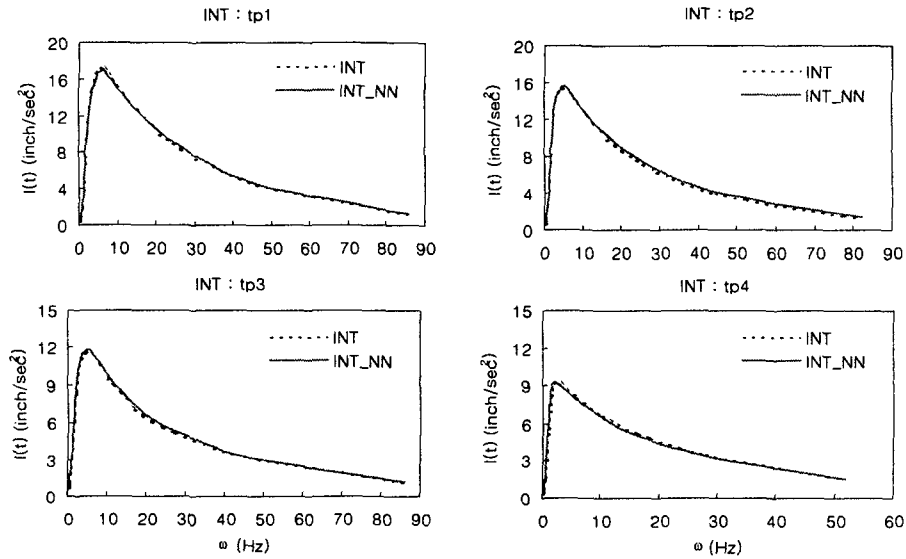 INT : tp1
20
16
12
8
4
0
I(t) (inch/sec²)
INT
INT_NN
0 10 20 30 40 50 60 70 80 90
INT : tp2
20
16
12
8
4
0
I(t) (inch/sec²)
INT
INT_NN
0 10 20 30 40 50 60 70 80 90
INT : tp3
15
12
9
6
3
0
I(t) (inch/sec²)
INT
INT_NN
0 10 20 30 40 50 60 70 80 90
ω (Hz)
INT : tp4
15
12
9
6
3
0
I(t) (inch/sec²)
INT
INT_NN
0 10 20 30 40 50 60
ω (Hz)